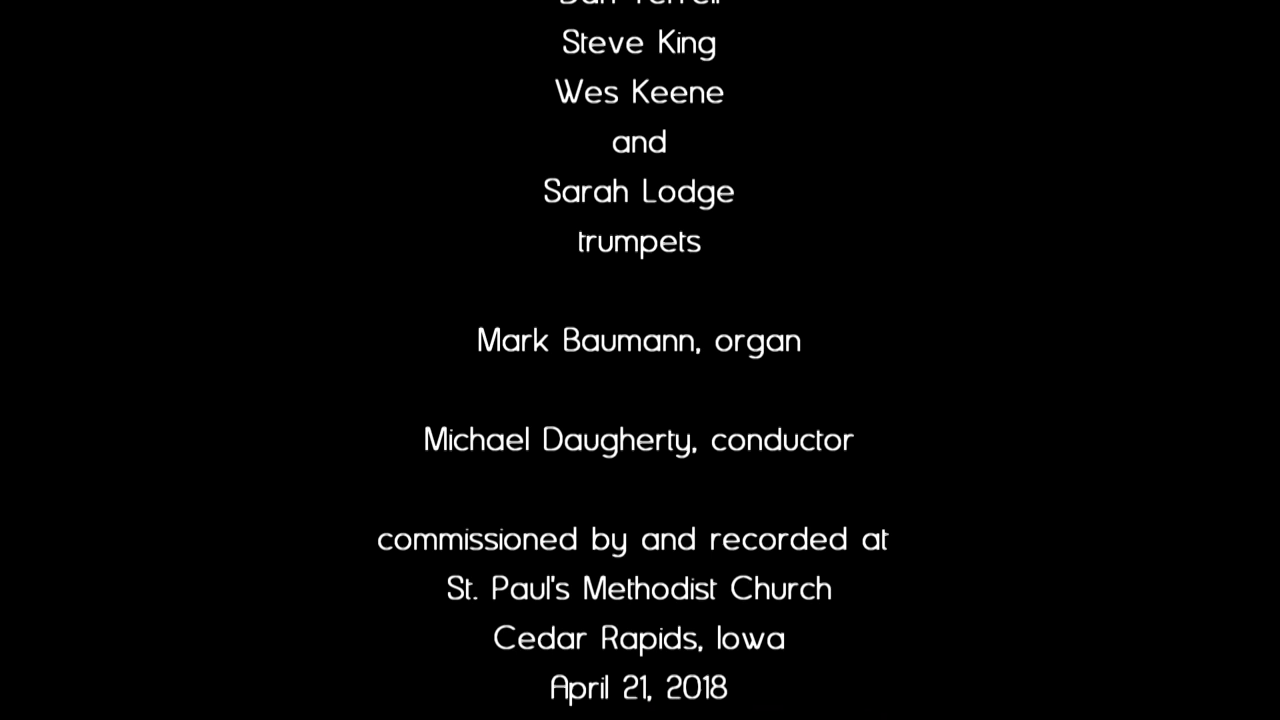 Steve King
Wes Keene
and
Sarah Lodge
trumpets
Mark Baumann, organ
Michael Daugherty, conductor
commissioned by and recorded at
St. Paul's Methodist Church
Cedar Rapids, Iowa
April 21, 2018